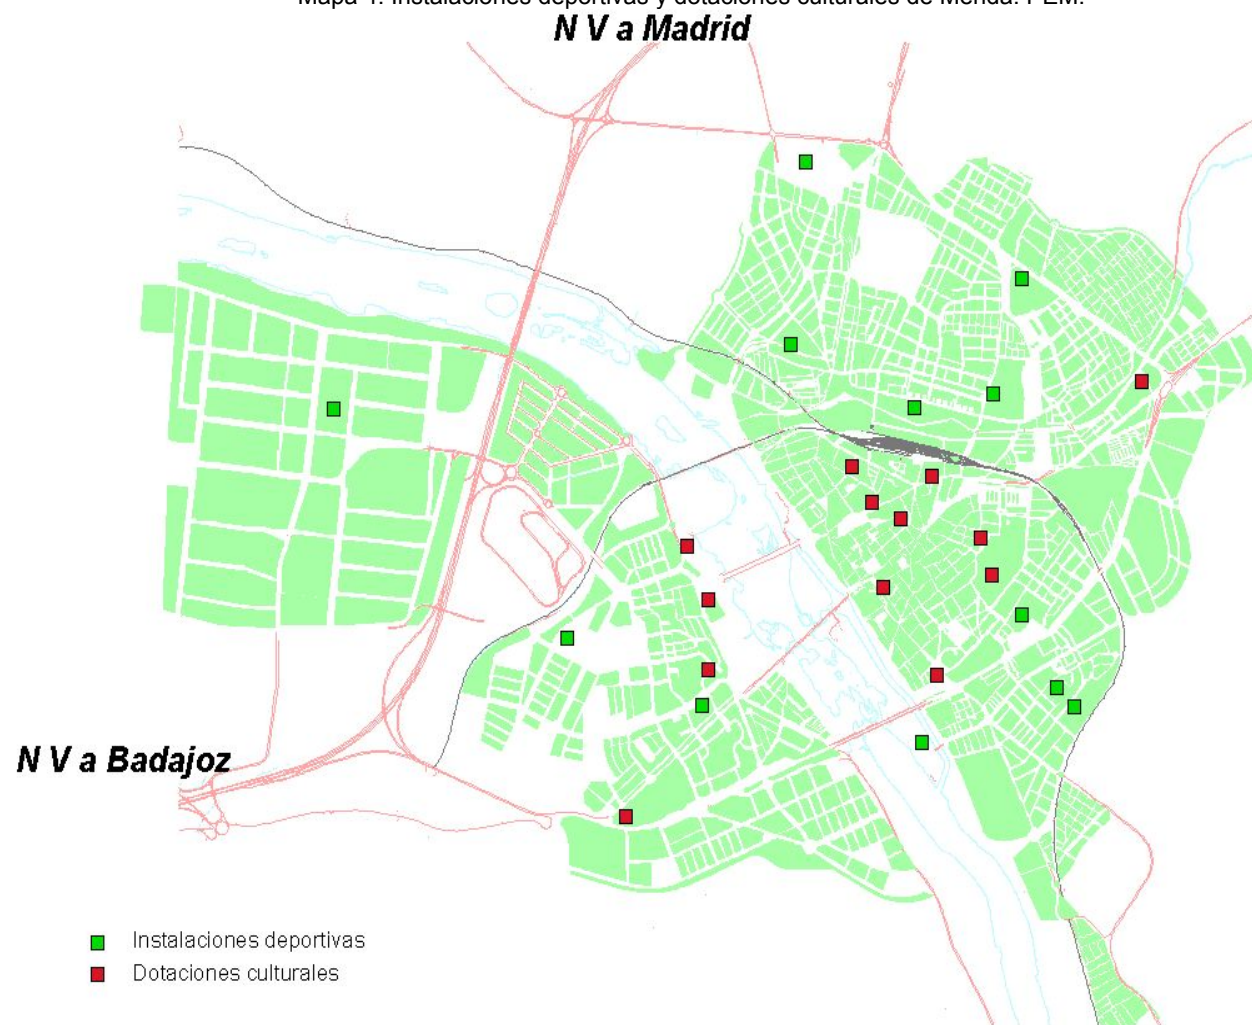 Mapa 4. Instalaciones deportivas y dotaciones culturales de Mérida. PEM.
N V a Madrid
N V a Badajoz
Instalaciones deportivas
Dotaciones culturales